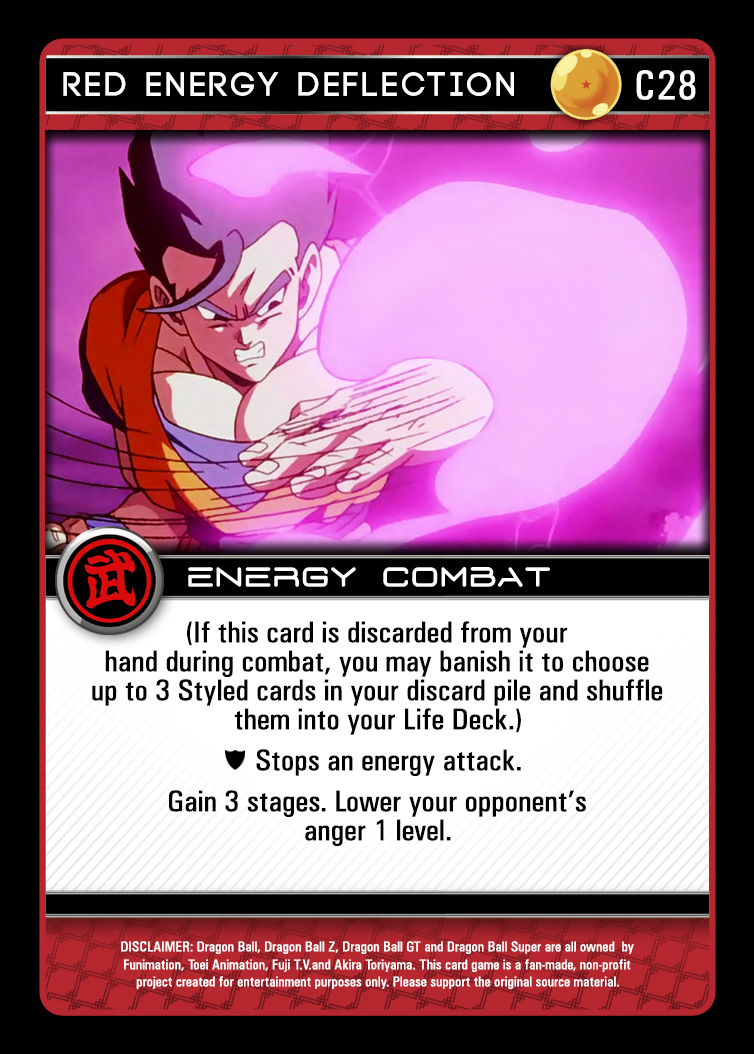 RED ENERGY DEFLECTION C28
武
ENERGY COMBAT
(If this card is discarded from your
hand during combat, you may banish it to choose
up to 3 Styled cards in your discard pile and shuffle
them into your Life Deck.)
Stops an energy attack.
Gain 3 stages. Lower your opponent's
anger 1 level.
DISCLAIMER: Dragon Ball, Dragon Ball Z, Dragon Ball GT and Dragon Ball Super are all owned by
Funimation, Toei Animation, Fuji T.V.and Akira Toriyama. This card game is a fan-made, non-profit
project created for entertainment purposes only. Please support the original source material.